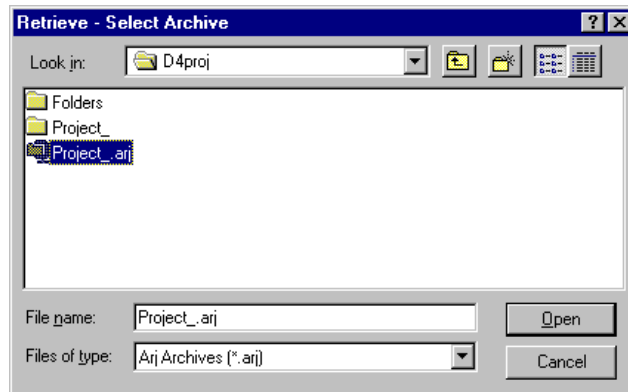 Retrieve - Select Archive
Look in: D4proj
Folders
Project_
Project_.arj
File name: Project_.arj Open
Files of type: Arj Archives (*.arj) Cancel